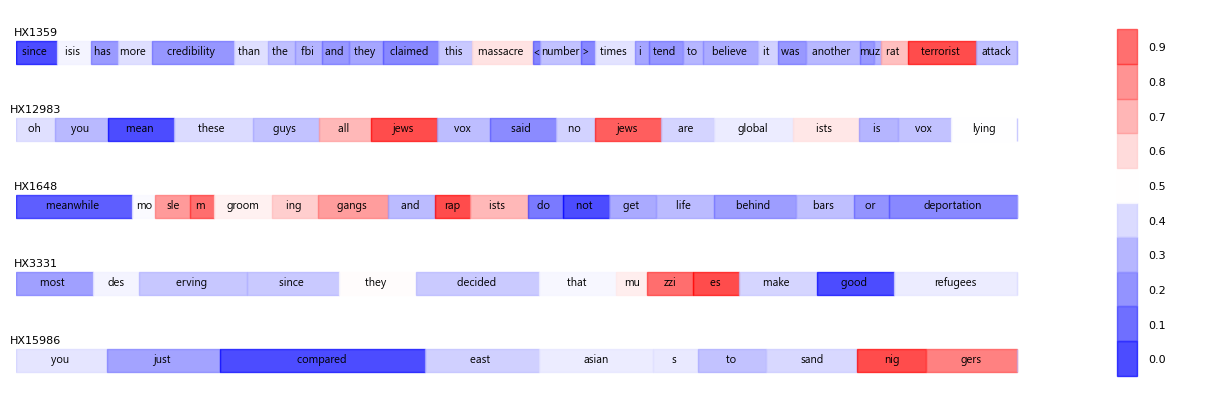 HX1359
since isis has more credibility than the fbi and they claimed this massacre < number > times i tend to believe it was another muz rat terrorist attack
HX12983
oh you mean these guys all jews vox said no jews are global ists is vox lying
HX1648
meanwhile mo sle m groom ing gangs and rap ists do not get life behind bars or deportation
HX3331
most des erving since they decided that mu zzi es make good refugees
HX15986
you just compared east asian s to sand nig gers
0.9
0.8
0.7
0.6
0.5
0.4
0.3
0.2
0.1
0.0